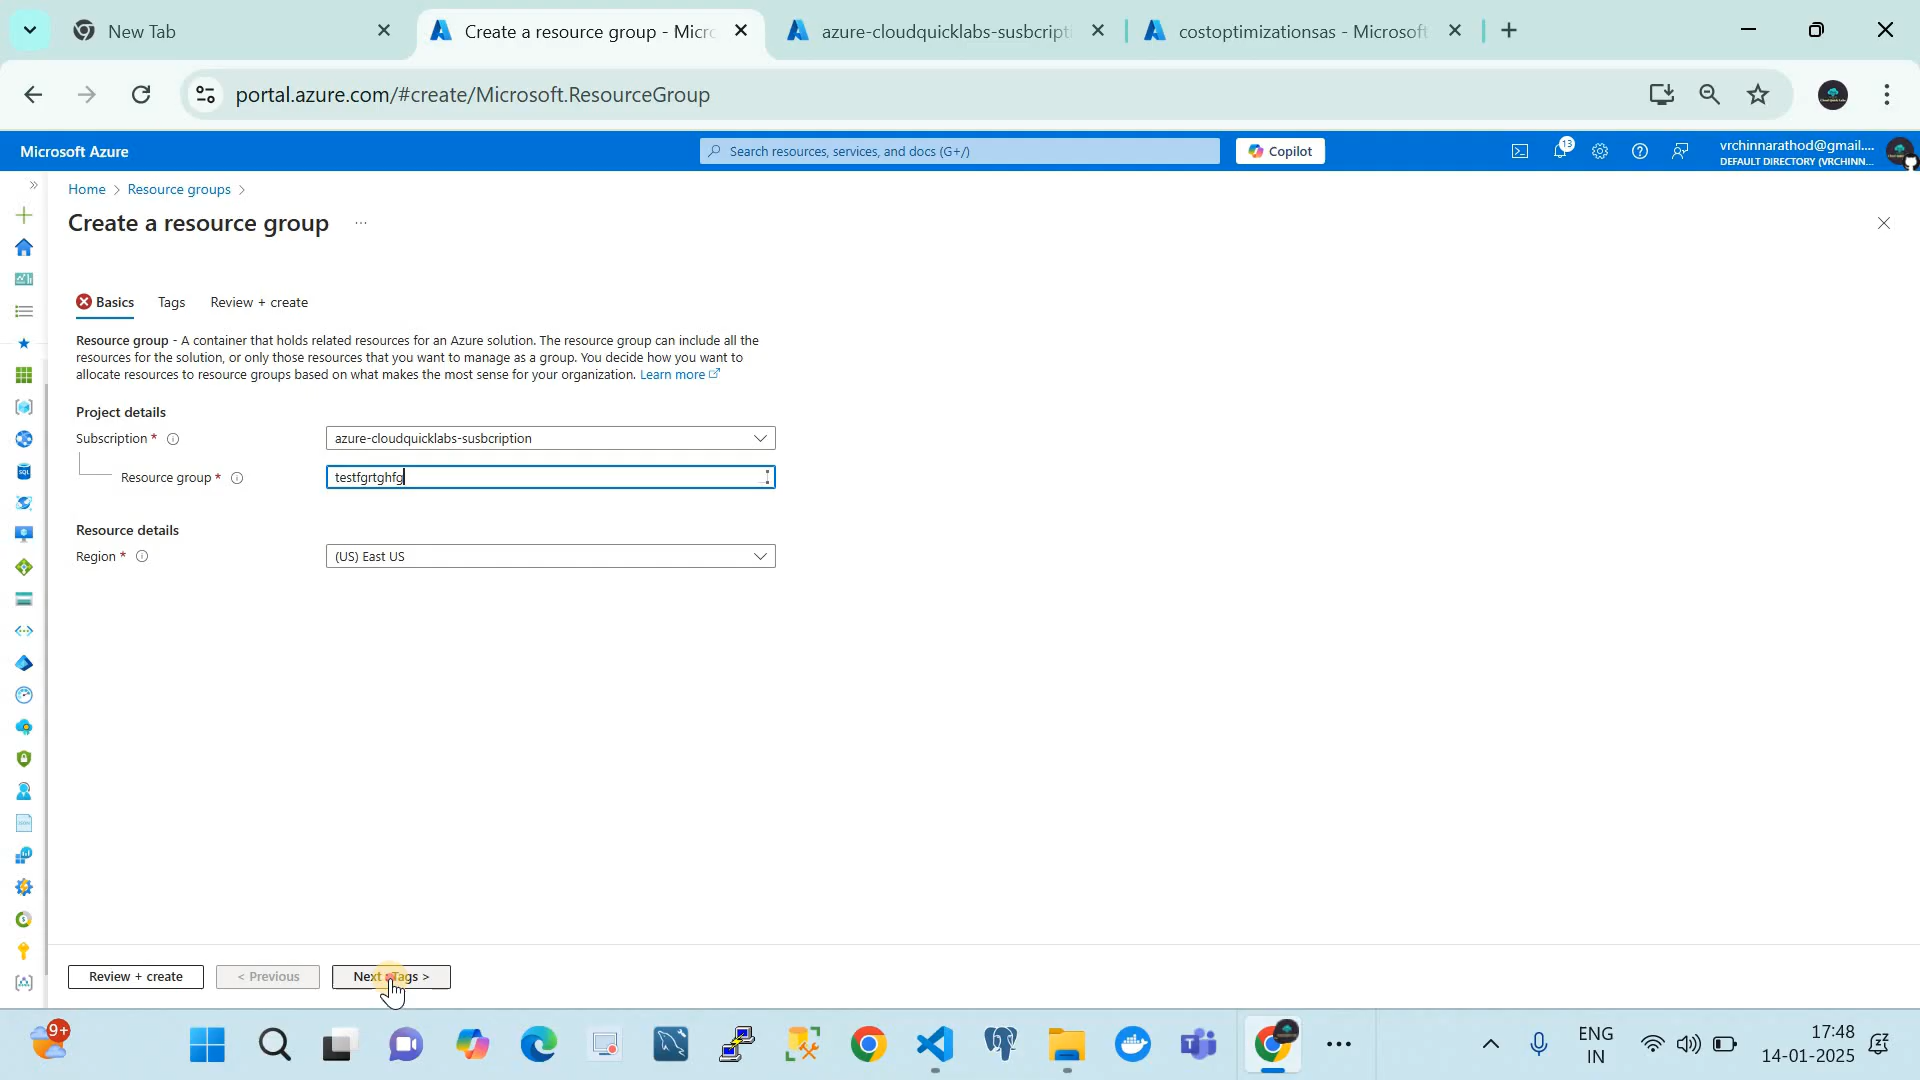 New Tab
Create a resource group - Micro
azure-cloudquicklabs-susbcripti
costoptimizationsas - Microsoft
portal.azure.com/#create/Microsoft.ResourceGroup
Microsoft Azure
Search resources, services, and docs (G+/)
Copilot
13
vrchinnarathod@gmail....
DEFAULT DIRECTORY (VRCHINN...
Home > Resource groups >
Create a resource group ...
Basics Tags Review + create
Resource group - A container that holds related resources for an Azure solution. The resource group can include all the
resources for the solution, or only those resources that you want to manage as a group. You decide how you want to
allocate resources to resource groups based on what makes the most sense for your organization. Learn more
Project details
Subscription * azure-cloudquicklabs-susbcription
Resource group * testfgrtghfg
Resource details
Region * (US) East US
Review + create < Previous Next : Tags >
9+
ENG
IN
17:48
14-01-2025